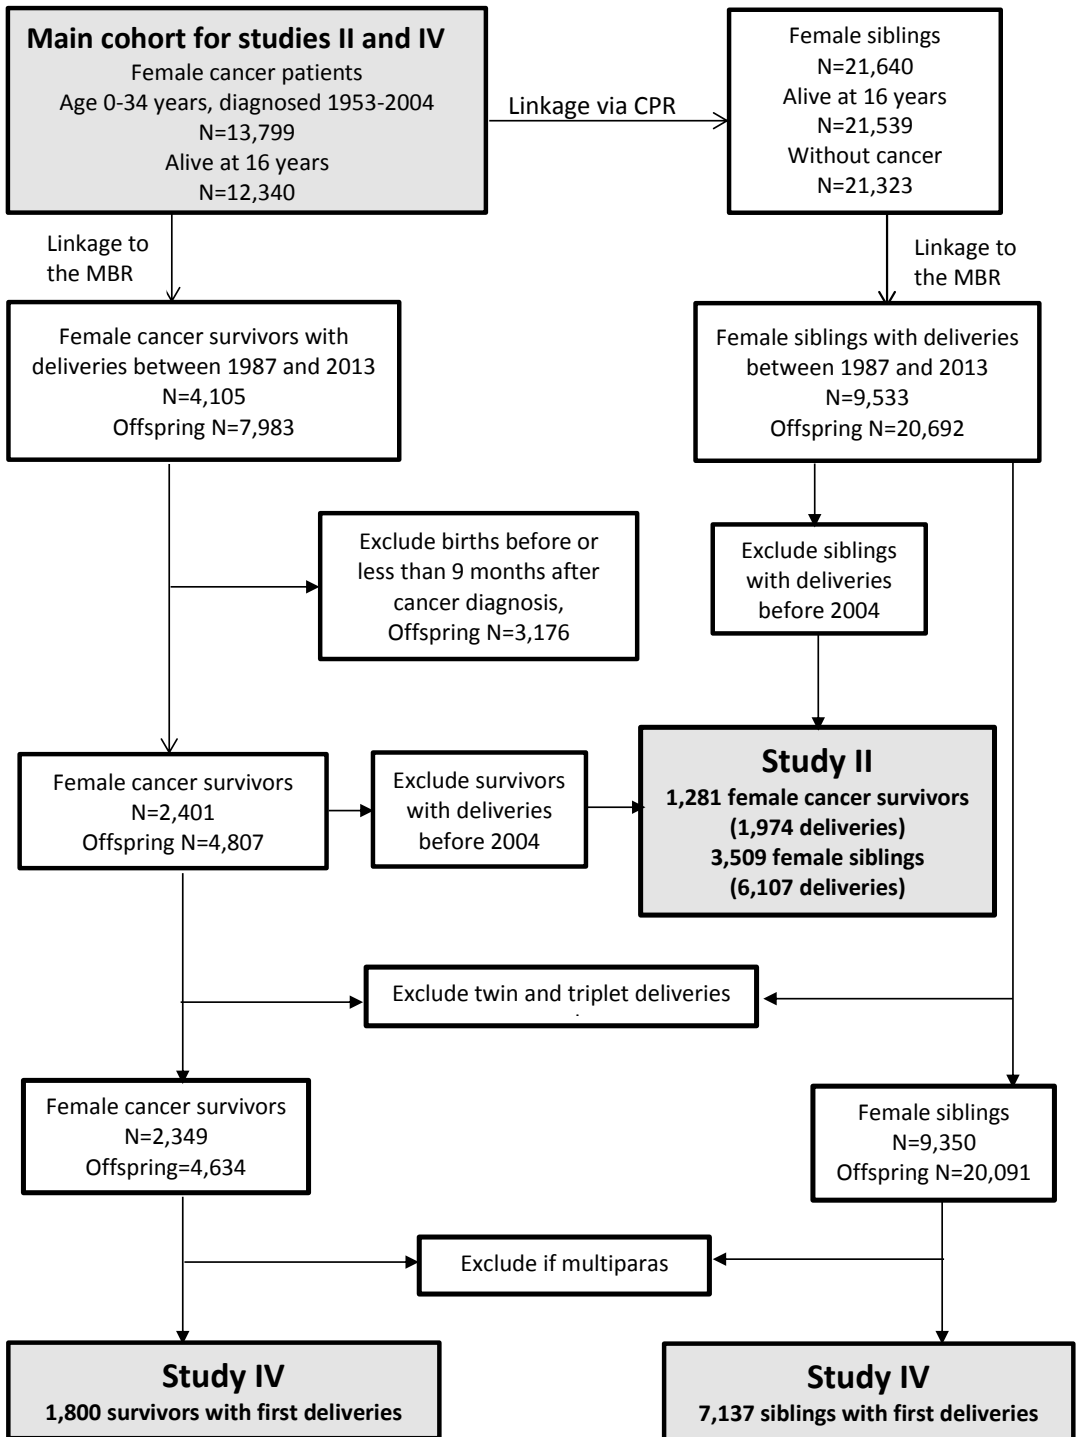 Main cohort for studies II and IV
Female cancer patients
Age 0-34 years, diagnosed 1953-2004
N=13,799
Alive at 16 years
N=12,340
Linkage via CPR
Female siblings
N=21,640
Alive at 16 years
N=21,539
Without cancer
N=21,323
Linkage to
the MBR
Linkage to
the MBR
Female cancer survivors with
deliveries between 1987 and 2013
N=4,105
Offspring N=7,983
Female siblings with deliveries
between 1987 and 2013
N=9,533
Offspring N=20,692
Exclude births before or
less than 9 months after
cancer diagnosis,
Offspring N=3,176
Exclude siblings
with deliveries
before 2004
Female cancer survivors
N=2,401
Offspring N=4,807
Exclude survivors
with deliveries
before 2004
Study II
1,281 female cancer survivors
(1,974 deliveries)
3,509 female siblings
(6,107 deliveries)
Exclude twin and triplet deliveries
Female cancer survivors
N=2,349
Offspring=4,634
Female siblings
N=9,350
Offspring N=20,091
Exclude if multiparas
Study IV
1,800 survivors with first deliveries
Study IV
7,137 siblings with first deliveries